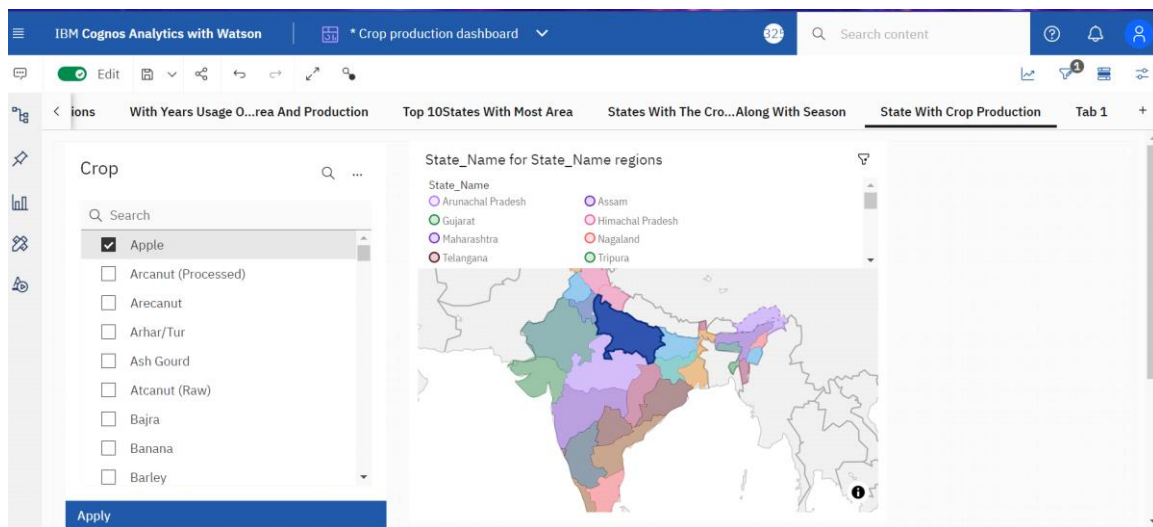 IBM Cognos Analytics with Watson
* Crop production dashboard
325
Search content
Edit
1
ions
With Years Usage O...rea And Production
Top 10States With Most Area
States With The Cro...Along With Season
State With Crop Production
Tab 1
Crop
Search
Apple
Arcanut (Processed)
Arecanut
Arhar/Tur
Ash Gourd
Atcanut (Raw)
Bajra
Banana
Barley
Apply
State_Name for State_Name regions
State_Name
Arunachal Pradesh
Assam
Gujarat
Himachal Pradesh
Maharashtra
Nagaland
Telangana
Tripura